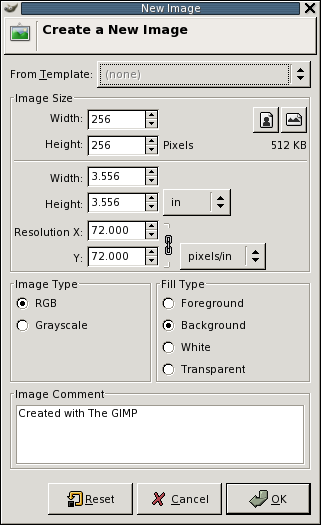 New Image
Create a New Image
From Template: (none)
Image Size
Width: 256
Height: 256 Pixels 512 KB
Width: 3.556
Height: 3.556 in
Resolution X: 72.000
Y: 72.000 pixels/in
Image Type
RGB
Grayscale
Fill Type
Foreground
Background
White
Transparent
Image Comment
Created with The GIMP
Reset Cancel OK